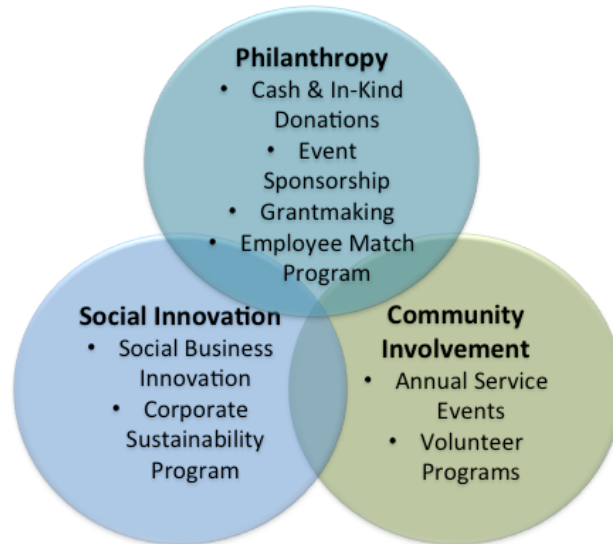 Philanthropy
• Cash & In-Kind
Donations
• Event
Sponsorship
• Grantmaking
• Employee Match
Program
Social Innovation
• Social Business
Innovation
• Corporate
Sustainability
Program
Community
Involvement
• Annual Service
Events
• Volunteer
Programs